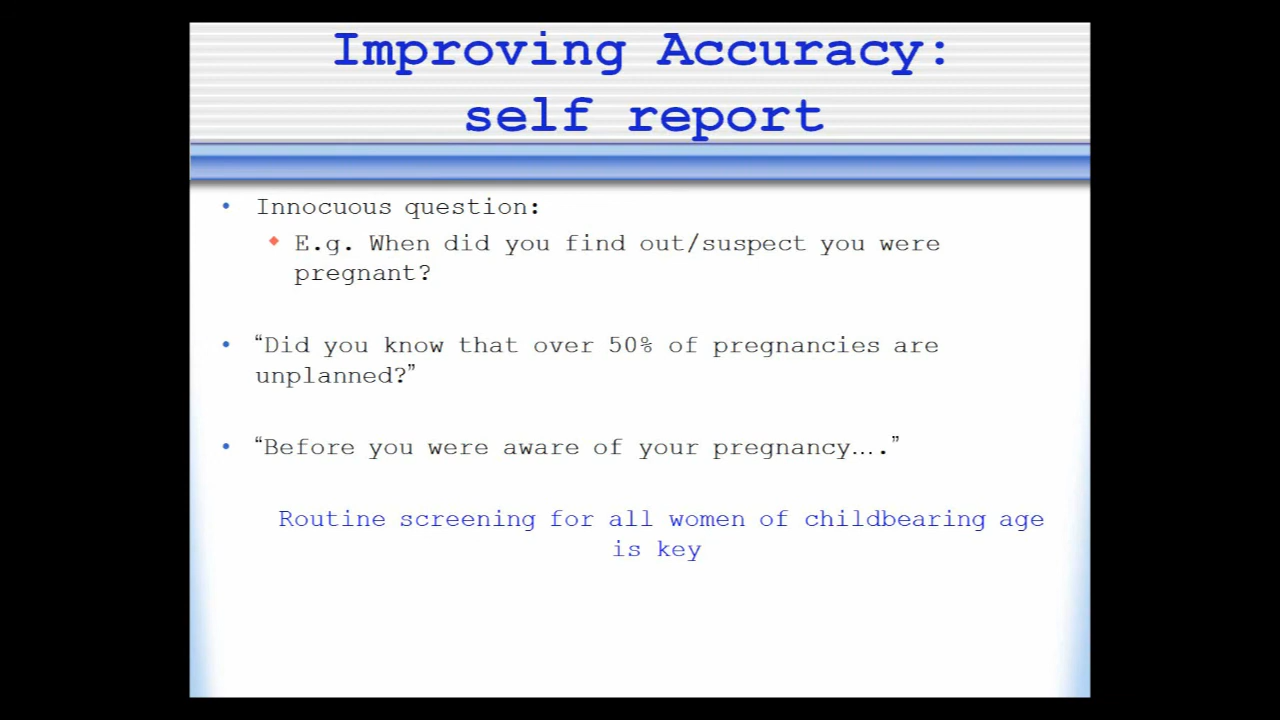 Improving Accuracy:
self report
• Innocuous question:
◆ E.g. When did you find out/suspect you were
pregnant?
• “Did you know that over 50% of pregnancies are
unplanned?”
• “Before you were aware of your pregnancy….”
Routine screening for all women of childbearing age
is key